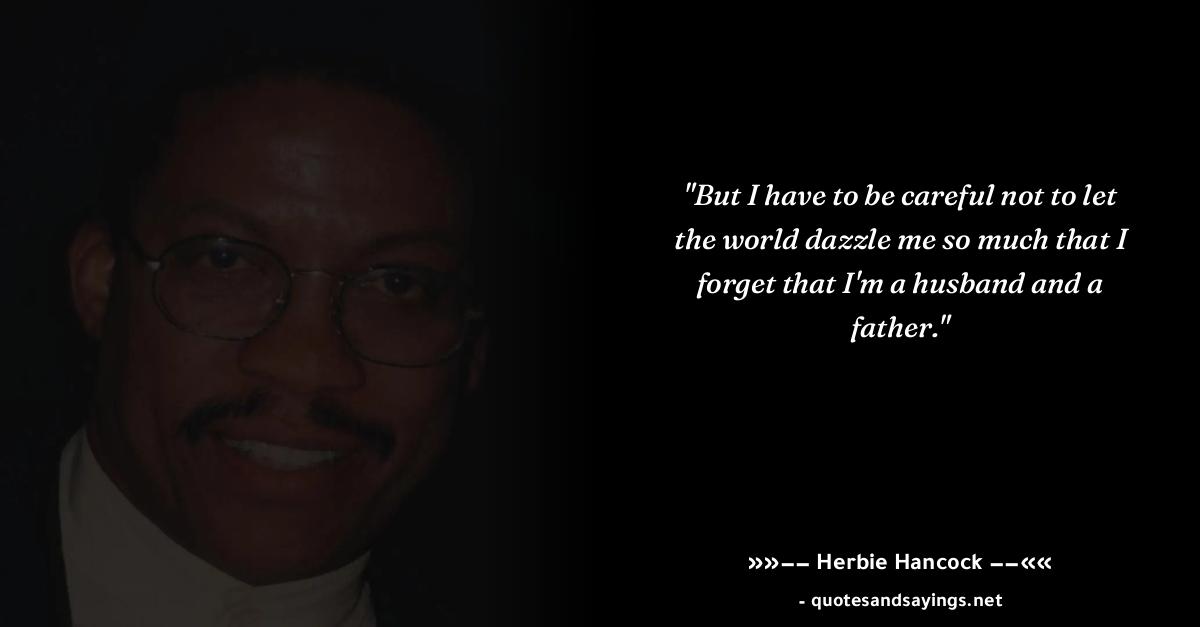 "But I have to be careful not to let
the world dazzle me so much that I
forget that I'm a husband and a
father."
»»−− Herbie Hancock −−««
- quotesandsayings.net